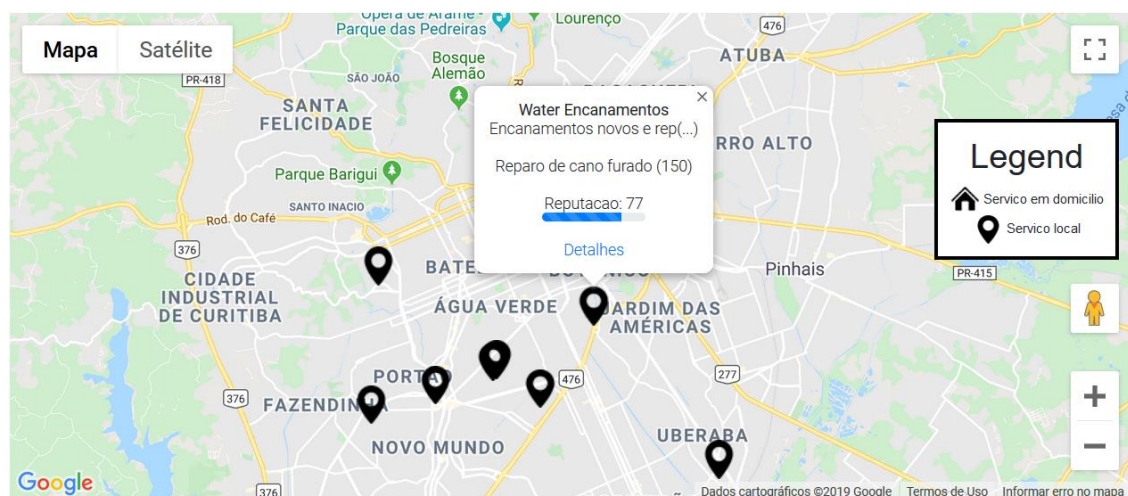 Ópera de Arame
Parque das Pedreiras
Lourenço
476
ATUBA
Mapa
Satélite
Bosque
Alemão
PR-418
SÃO JOÃO
SANTA
FELICIDADE
Water Encanamentos
Encanamentos novos e rep(...)
Reparo de cano furado (150)
Reputacao: 77
Detalhes
RRO ALTO
Legend
Servico em domicilio
Servico local
Parque Barigui
SANTO INACIO
Rod. do Café
376
CIDADE
INDUSTRIAL
DE CURITIBA
BATE
Pinhais
PR-415
ÁGUA VERDE
JARDIM DAS
AMÉRICAS
PORTÃO
476
277
376
FAZENDINHA
NOVO MUNDO
UBERABA
Google
376
Dados cartográficos ©2019 Google
Termos de Uso
Informar erro no mapa